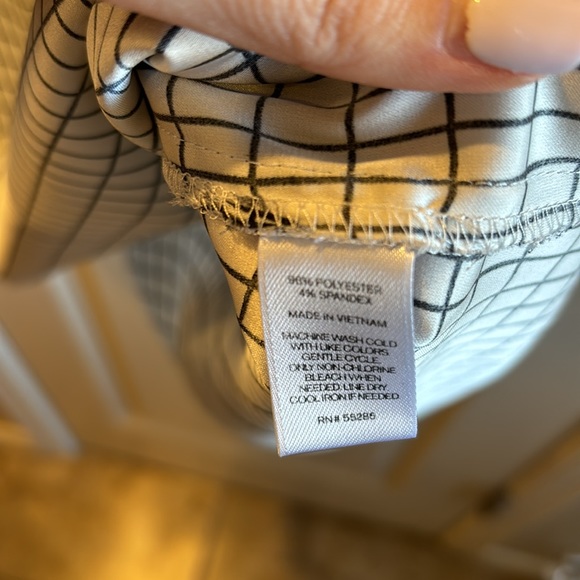 96% POLYESTER
4% SPANDEX
MADE IN VIETNAM
MACHINE WASH COLD
WITH LIKE COLORS
GENTLE CYCLE.
ONLY NON-CHLORINE
BLEACH WHEN
NEEDED. LINE DRY.
COOL IRON IF NEEDED
RN# 55285